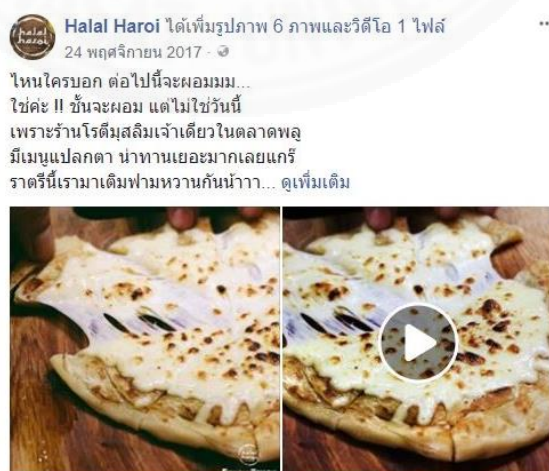 Halal Haroi ได้เพิ่มรูปภาพ 6 ภาพและวิดีโอ 1 ไฟล์
24 พฤศจิกายน 2017
ไหนใครบอก ต่อไปนี้จะผอมมม...
ใช่ค่ะ !! ชั้นจะผอม แต่ไม่ใช่วันนี้
เพราะร้านโรตีมุสลิมเจ้าเดียวในตลาดพลู
มีเมนูแปลกตา น่าทานเยอะมากเลยแกร๊
ราตรีนี้เรามาเติมฟามหวานกันน้าาา... ดูเพิ่มเติม
halal
haroi